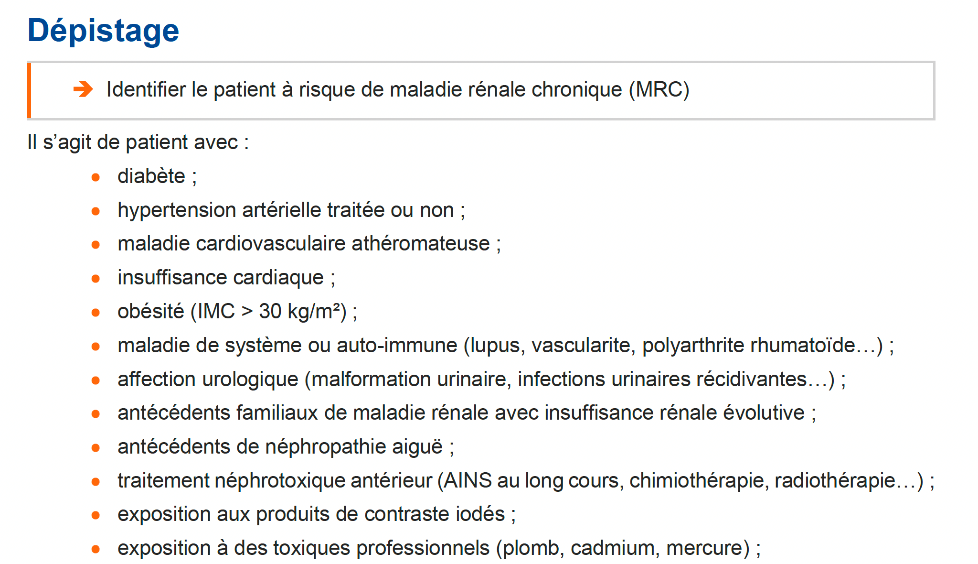 Dépistage
➔ Identifier le patient à risque de maladie rénale chronique (MRC)
Il s’agit de patient avec :
• diabète ;
• hypertension artérielle traitée ou non ;
• maladie cardiovasculaire athéromateuse ;
• insuffisance cardiaque ;
• obésité (IMC > 30 kg/m²) ;
• maladie de système ou auto-immune (lupus, vascularite, polyarthrite rhumatoïde…) ;
• affection urologique (malformation urinaire, infections urinaires récidivantes…) ;
• antécédents familiaux de maladie rénale avec insuffisance rénale évolutive ;
• antécédents de néphropathie aiguë ;
• traitement néphrotoxique antérieur (AINS au long cours, chimiothérapie, radiothérapie…) ;
• exposition aux produits de contraste iodés ;
• exposition à des toxiques professionnels (plomb, cadmium, mercure) ;